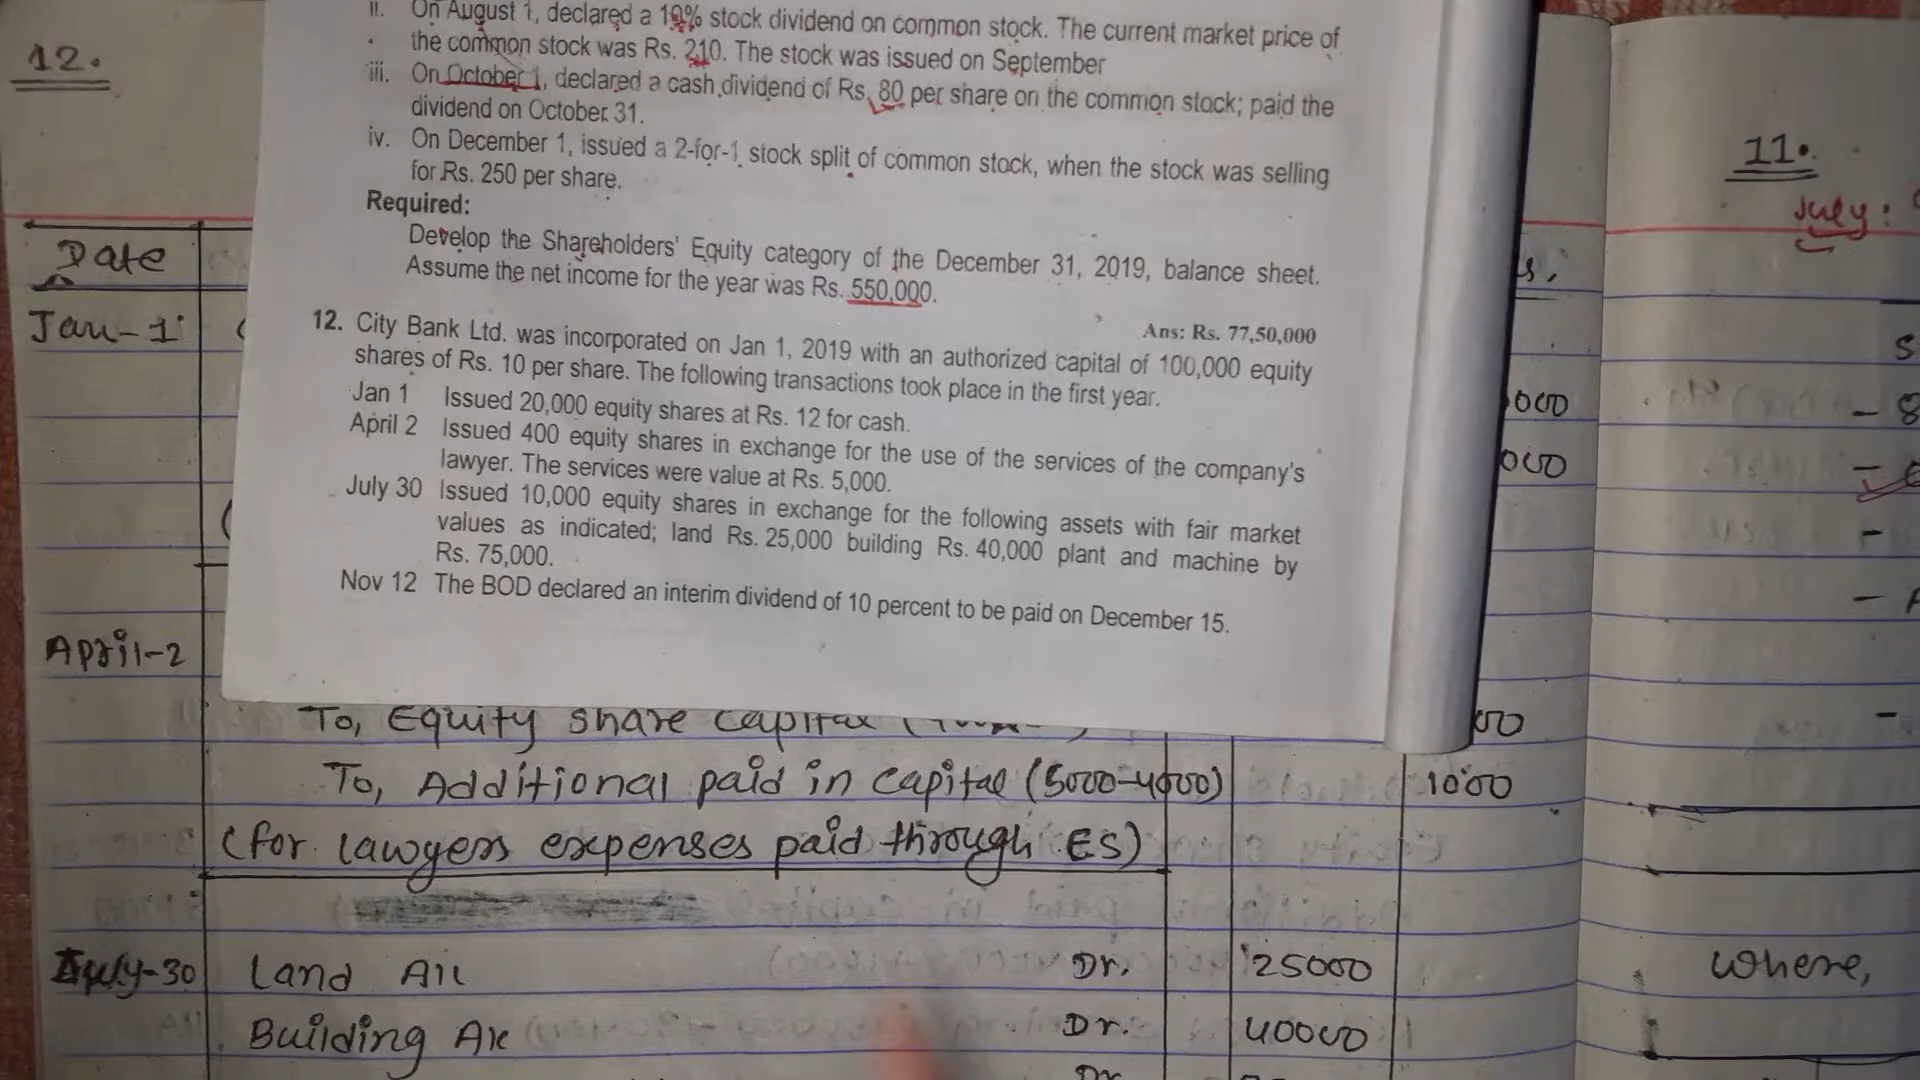 12.
ii. On August 1, declared a 10% stock dividend on common stock. The current market price of
the common stock was Rs. 210. The stock was issued on September
iii. On October 1, declared a cash dividend of Rs. 80 per share on the common stock; paid the
dividend on October 31.
iv. On December 1, issued a 2-for-1 stock split of common stock, when the stock was selling
for Rs. 250 per share.
Required:
Develop the Shareholders' Equity category of the December 31, 2019, balance sheet.
Assume the net income for the year was Rs. 550,000.
Ans: Rs. 77,50,000
12. City Bank Ltd. was incorporated on Jan 1, 2019 with an authorized capital of 100,000 equity
shares of Rs. 10 per share. The following transactions took place in the first year.
Jan 1 Issued 20,000 equity shares at Rs. 12 for cash.
April 2 Issued 400 equity shares in exchange for the use of the services of the company's
lawyer. The services were value at Rs. 5,000.
July 30 Issued 10,000 equity shares in exchange for the following assets with fair market
values as indicated; land Rs. 25,000 building Rs. 40,000 plant and machine by
Rs. 75,000.
Nov 12 The BOD declared an interim dividend of 10 percent to be paid on December 15.
Date
Jan-1
April-2
To, Equity share capital
To, Additional paid in capital (5000-4000) 1000
(for lawyers expenses paid through ES)
July-30 Land A/c Dr. 25000
Building A/c Dr. 40000
Dr.
11.
July:
where,